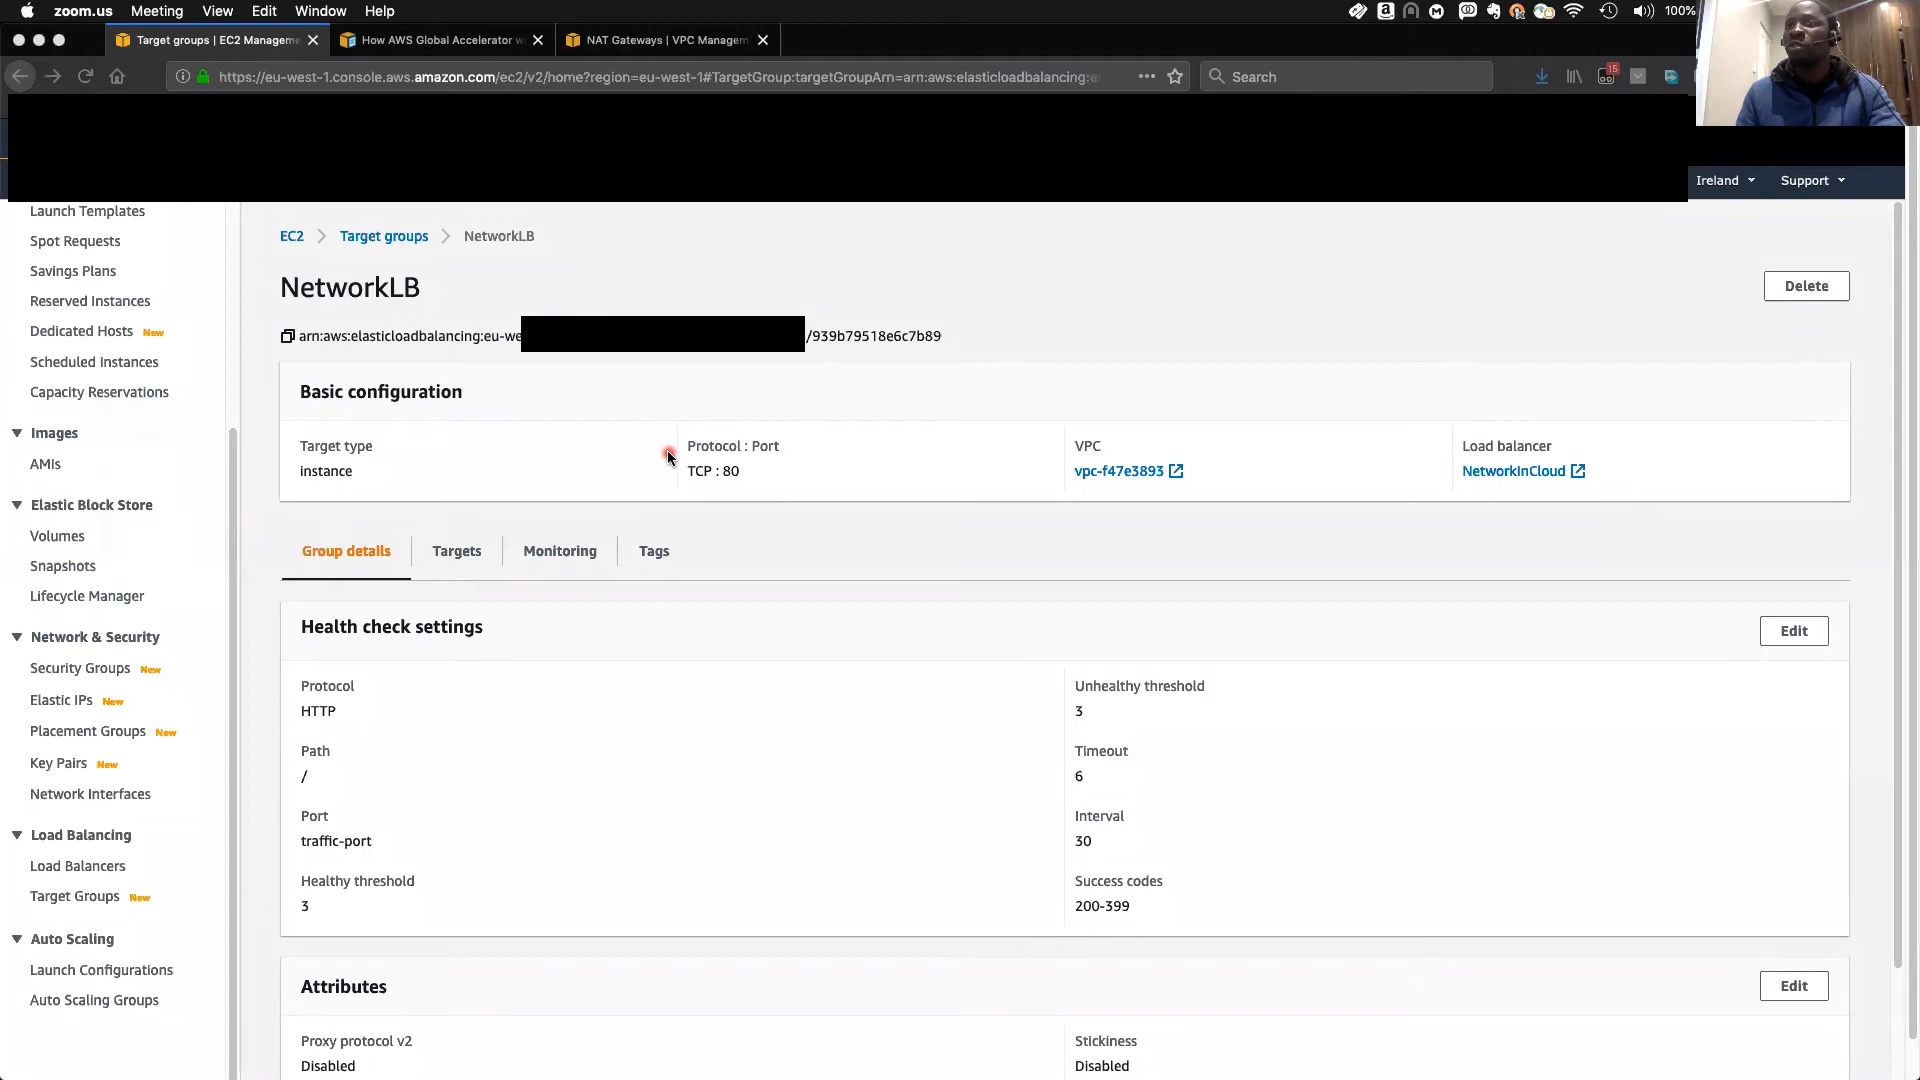 zoom.us Meeting View Edit Window Help 100%
Target groups | EC2 Manageme How AWS Global Accelerator w NAT Gateways | VPC Managem
https://eu-west-1.console.aws.amazon.com/ec2/v2/home?region=eu-west-1#TargetGroup:targetGroupArn=arn:aws:elasticloadbalancing: Search 15
Ireland Support
Launch Templates
Spot Requests
Savings Plans
Reserved Instances
Dedicated Hosts New
Scheduled Instances
Capacity Reservations
Images
AMIs
Elastic Block Store
Volumes
Snapshots
Lifecycle Manager
Network & Security
Security Groups New
Elastic IPs New
Placement Groups New
Key Pairs New
Network Interfaces
Load Balancing
Load Balancers
Target Groups New
Auto Scaling
Launch Configurations
Auto Scaling Groups
EC2 Target groups NetworkLB
NetworkLB
Delete
arn:aws:elasticloadbalancing:eu-we /939b79518e6c7b89
Basic configuration
Target type
instance
Protocol : Port
TCP : 80
VPC
vpc-f47e3893
Load balancer
NetworkInCloud
Group details Targets Monitoring Tags
Health check settings
Edit
Protocol
HTTP
Unhealthy threshold
3
Path
/
Timeout
6
Port
traffic-port
Interval
30
Healthy threshold
3
Success codes
200-399
Attributes
Edit
Proxy protocol v2
Disabled
Stickiness
Disabled